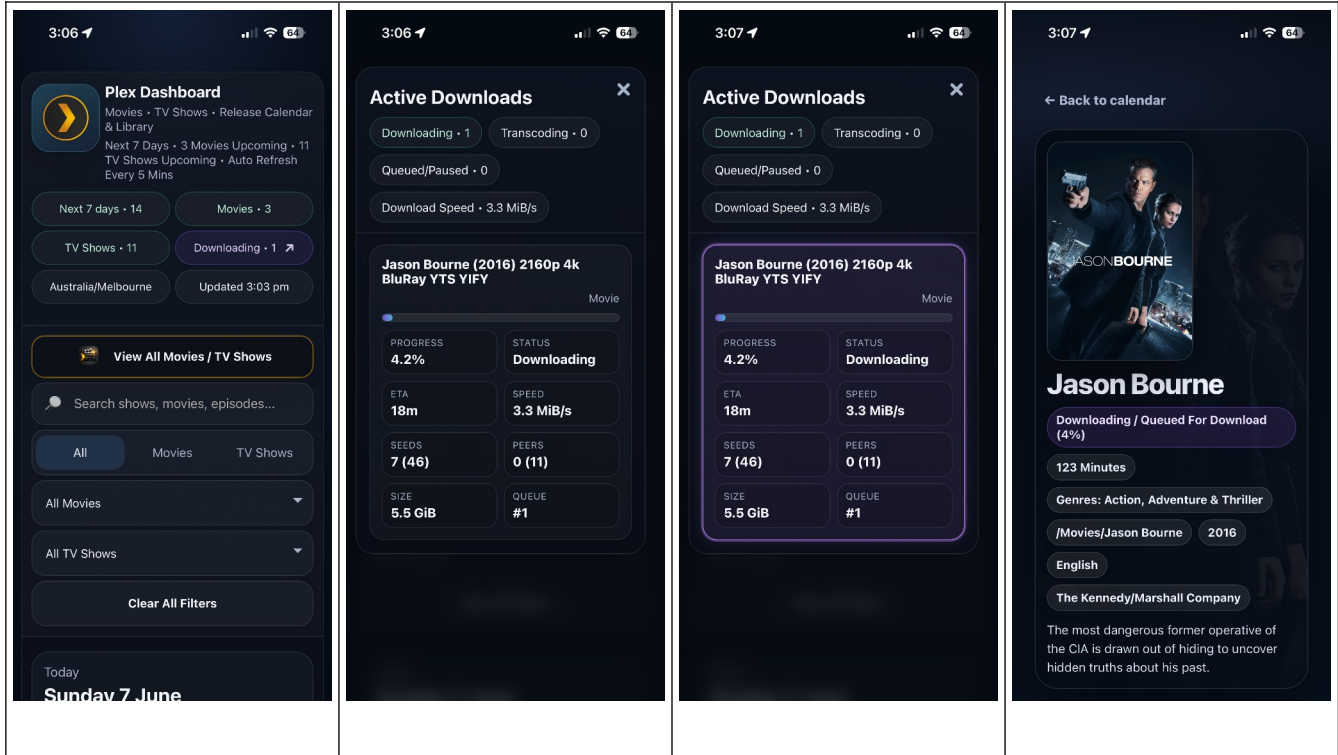 3:06
64
Plex Dashboard
Movies • TV Shows • Release Calendar
& Library
Next 7 Days • 3 Movies Upcoming • 11
TV Shows Upcoming • Auto Refresh
Every 5 Mins
Next 7 days • 14
Movies • 3
TV Shows • 11
Downloading • 1
Australia/Melbourne
Updated 3:03 pm
View All Movies / TV Shows
Search shows, movies, episodes...
All
Movies
TV Shows
All Movies
All TV Shows
Clear All Filters
Today
Sunday 7 June
3:06
64
Active Downloads
Downloading • 1
Transcoding • 0
Queued/Paused • 0
Download Speed • 3.3 MiB/s
Jason Bourne (2016) 2160p 4k
BluRay YTS YIFY
Movie
PROGRESS
4.2%
STATUS
Downloading
ETA
18m
SPEED
3.3 MiB/s
SEEDS
7 (46)
PEERS
0 (11)
SIZE
5.5 GiB
QUEUE
#1
3:07
64
Active Downloads
Downloading • 1
Transcoding • 0
Queued/Paused • 0
Download Speed • 3.3 MiB/s
Jason Bourne (2016) 2160p 4k
BluRay YTS YIFY
Movie
PROGRESS
4.2%
STATUS
Downloading
ETA
18m
SPEED
3.3 MiB/s
SEEDS
7 (46)
PEERS
0 (11)
SIZE
5.5 GiB
QUEUE
#1
3:07
64
← Back to calendar
JASONBOURNE
Jason Bourne
Downloading / Queued For Download
(4%)
123 Minutes
Genres: Action, Adventure & Thriller
/Movies/Jason Bourne
2016
English
The Kennedy/Marshall Company
The most dangerous former operative of
the CIA is drawn out of hiding to uncover
hidden truths about his past.